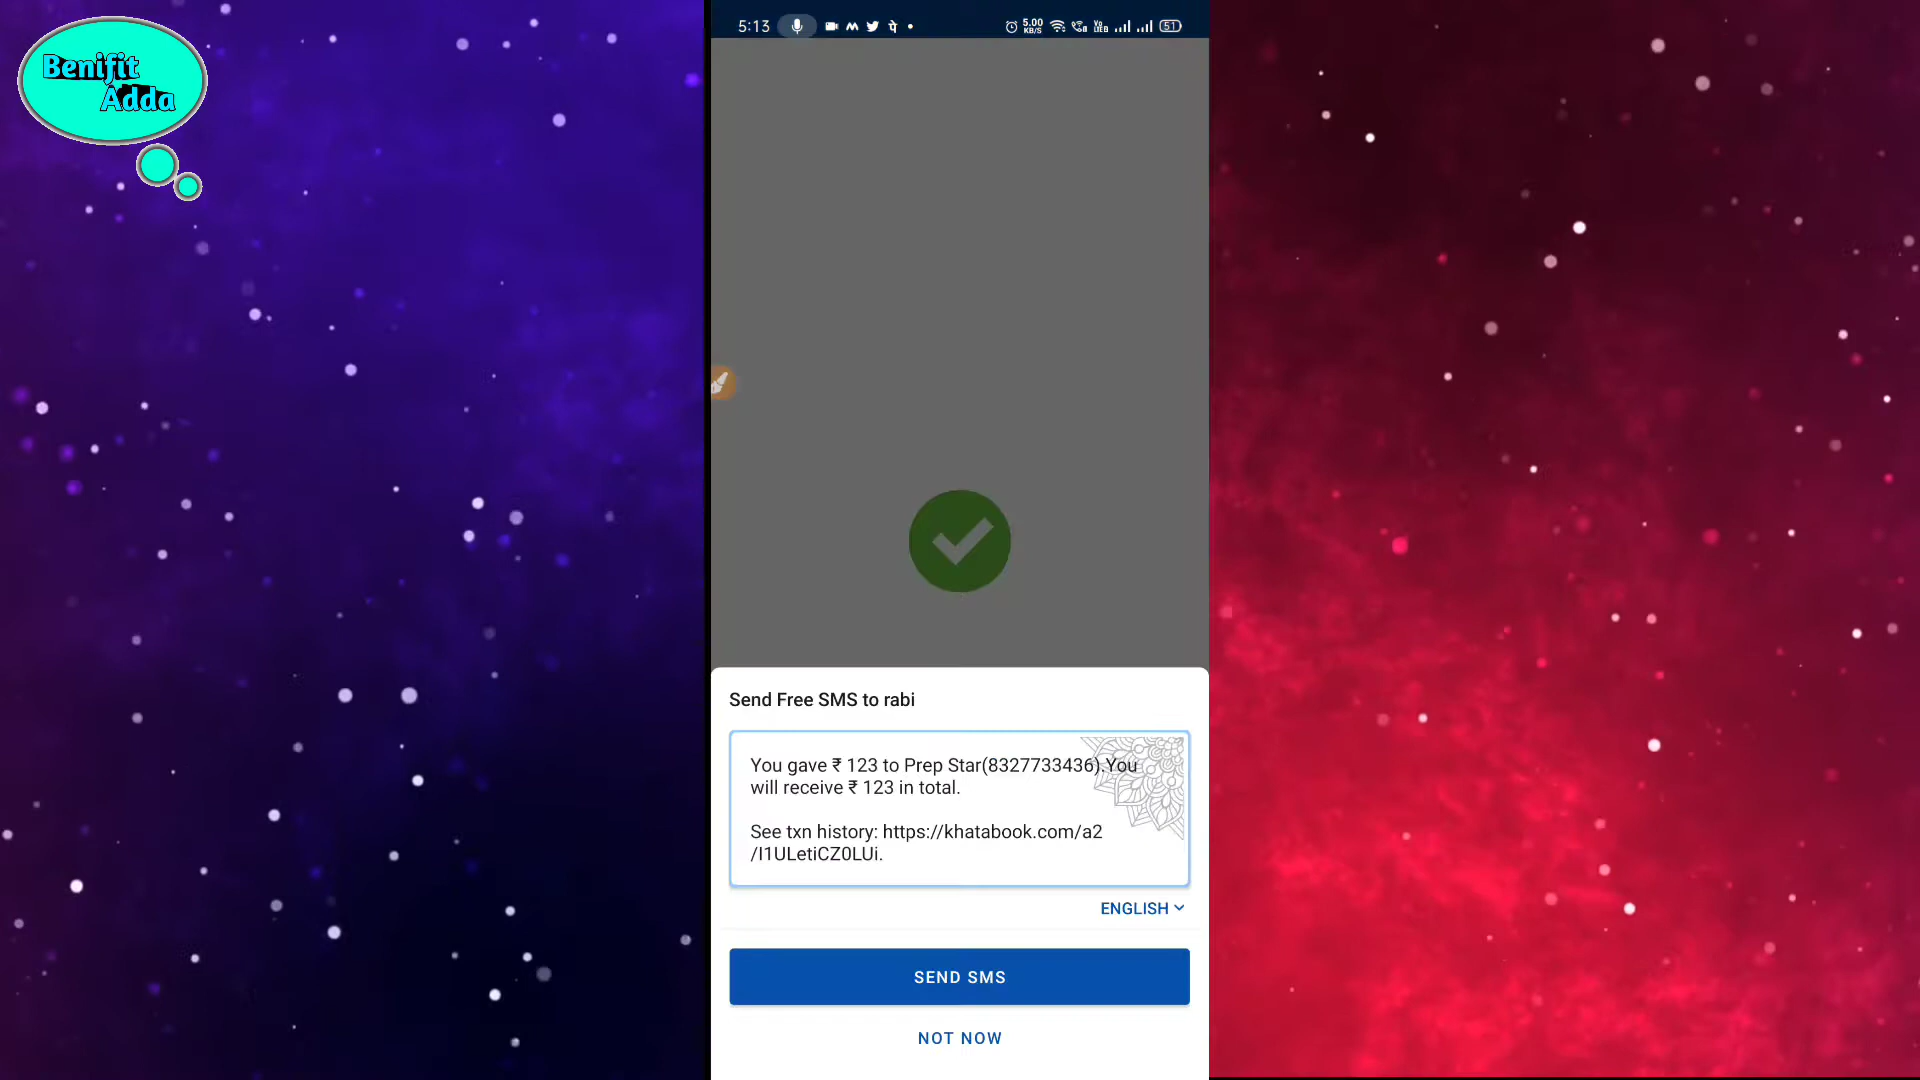 Benifit
Adda
5:13
5.00
KB/S
51
Send Free SMS to rabi
You gave ₹ 123 to Prep Star(8327733436).You
will receive ₹ 123 in total.
See txn history: https://khatabook.com/a2
/I1ULetiCZ0LUi.
ENGLISH
SEND SMS
NOT NOW